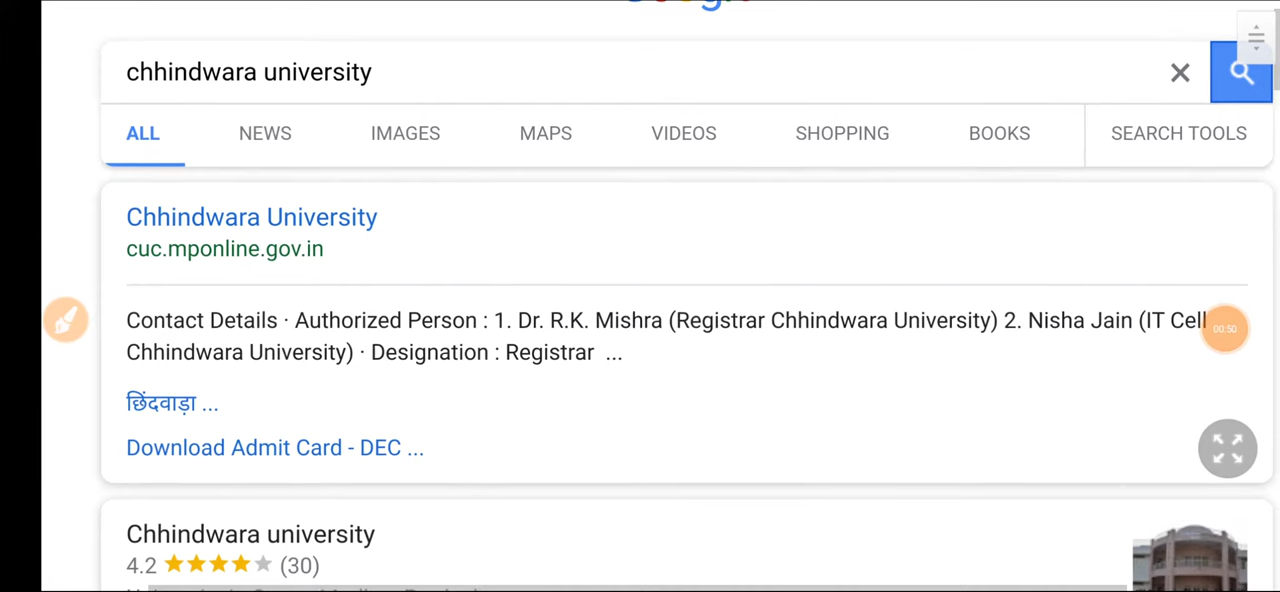 chhindwara university
ALL NEWS IMAGES MAPS VIDEOS SHOPPING BOOKS SEARCH TOOLS
Chhindwara University
cuc.mponline.gov.in
Contact Details · Authorized Person : 1. Dr. R.K. Mishra (Registrar Chhindwara University) 2. Nisha Jain (IT Cell
00:50
Chhindwara University) · Designation : Registrar ...
छिंदवाड़ा ...
Download Admit Card - DEC ...
Chhindwara university
4.2 (30)